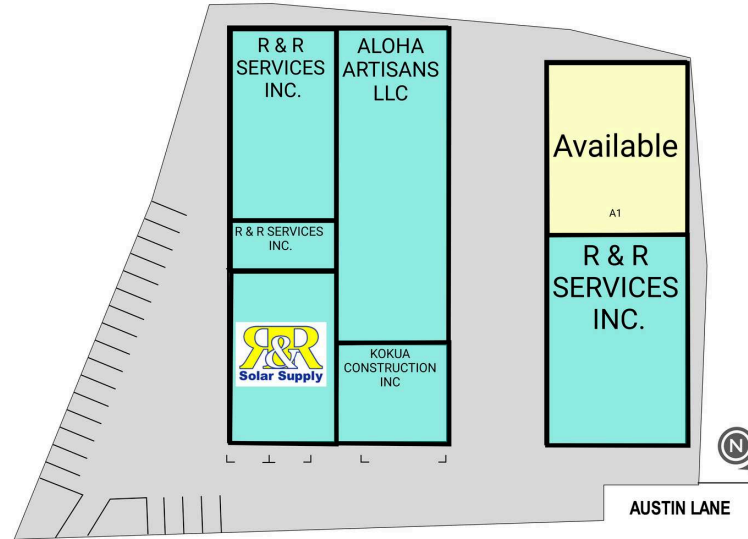 R & R
SERVICES
INC.
ALOHA
ARTISANS
LLC
Available
A1
R & R SERVICES
INC.
R & R
SERVICES
INC.
R&R
Solar Supply
KOKUA
CONSTRUCTION
INC
N
AUSTIN LANE